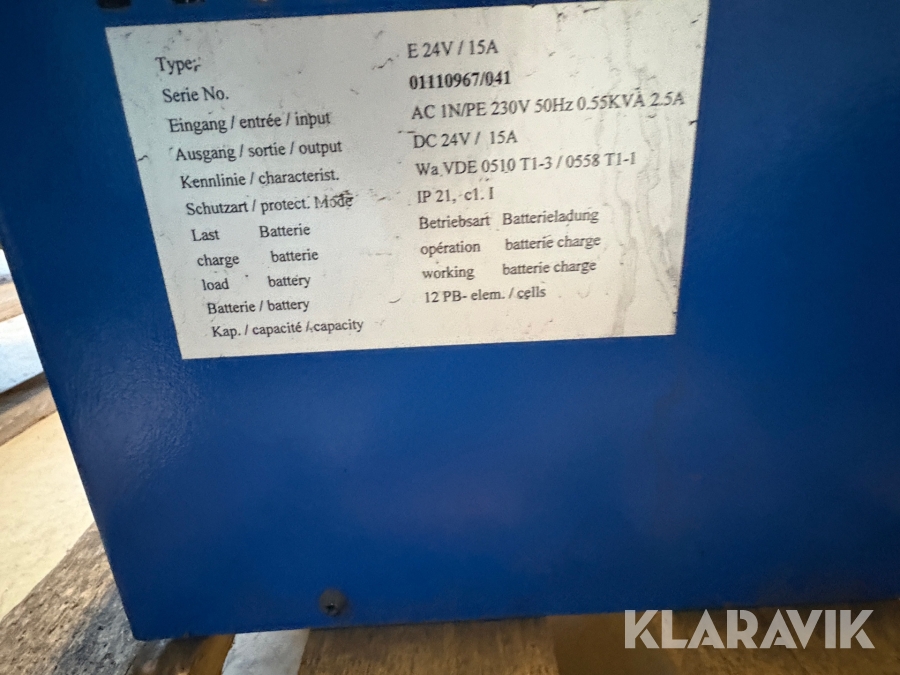 Type: E 24V / 15A
Serie No. 01110967/041
Eingang / entrée / input AC 1N/PE 230V 50Hz 0.55KVA 2.5A
Ausgang / sortie / output DC 24V / 15A
Kennlinie / characterist. Wa VDE 0510 T1-3 / 0558 T1-1
Schutzart / protect. Mode IP 21, cl. I
Last Batterie Betriebsart Batterieladung
charge batterie opération batterie charge
load battery working batterie charge
Batterie / battery 12 PB- elem. / cells
Kap. / capacité / capacity
KLARAVIK